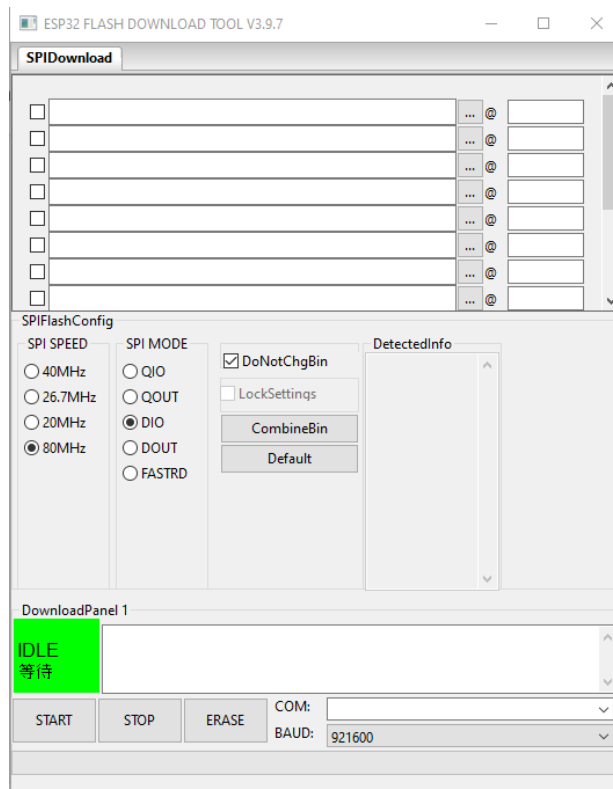 ESP32 FLASH DOWNLOAD TOOL V3.9.7
SPIDownload
... @
... @
... @
... @
... @
... @
... @
... @
SPIFlashConfig
SPI SPEED
40MHz
26.7MHz
20MHz
80MHz
SPI MODE
QIO
QOUT
DIO
DOUT
FASTRD
DoNotChgBin
LockSettings
CombineBin
Default
DetectedInfo
DownloadPanel 1
IDLE
等待
START STOP ERASE
COM:
BAUD: 921600